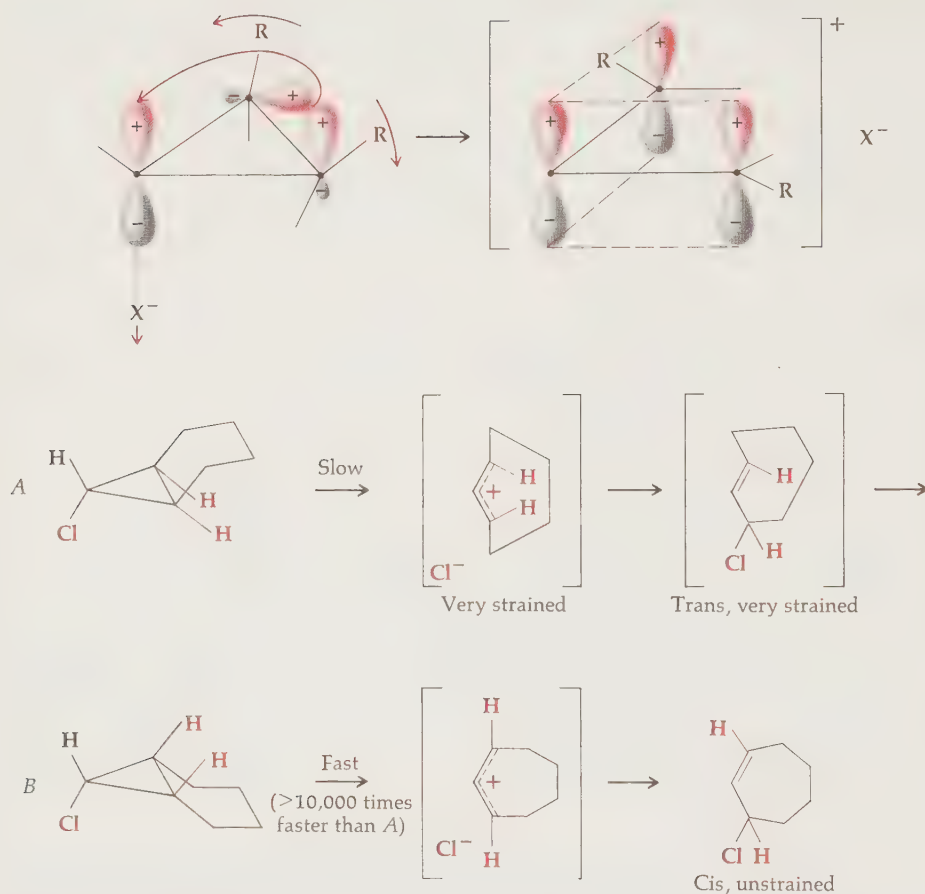 R
+
− + + R − + + +
R
− −
− − −
R
X−
[ ]+ X−
A
H
Cl
H
H
Slow
+
H
H
Cl−
Very strained
H
Cl H
Trans, very strained
B
H
Cl
H
H
Fast
(>10,000 times
faster than A)
H
+
Cl−
H
H
Cl H
Cis, unstrained